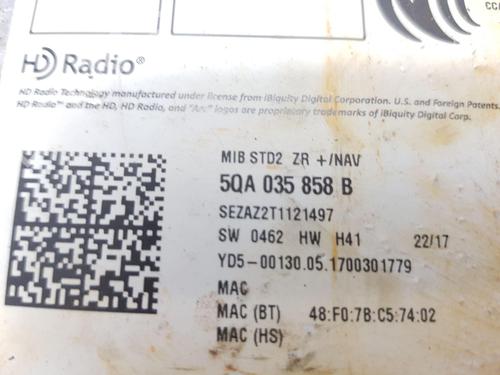 CCA
HD Radio®
HD Radio Technology manufactured under license from iBiquity Digital Corporation. U.S. and Foreign Patents.
HD Radio™ and the HD, HD Radio, and "Arc" logos are proprietary trademarks of iBiquity Digital Corp.
MIB STD2 ZR +/NAV
5QA 035 858 B
SEZAZ2T1121497
SW 0462 HW H41 22/17
YD5-00130.05.1700301779
MAC
MAC (BT) 48:F0:7B:C5:74:02
MAC (HS)